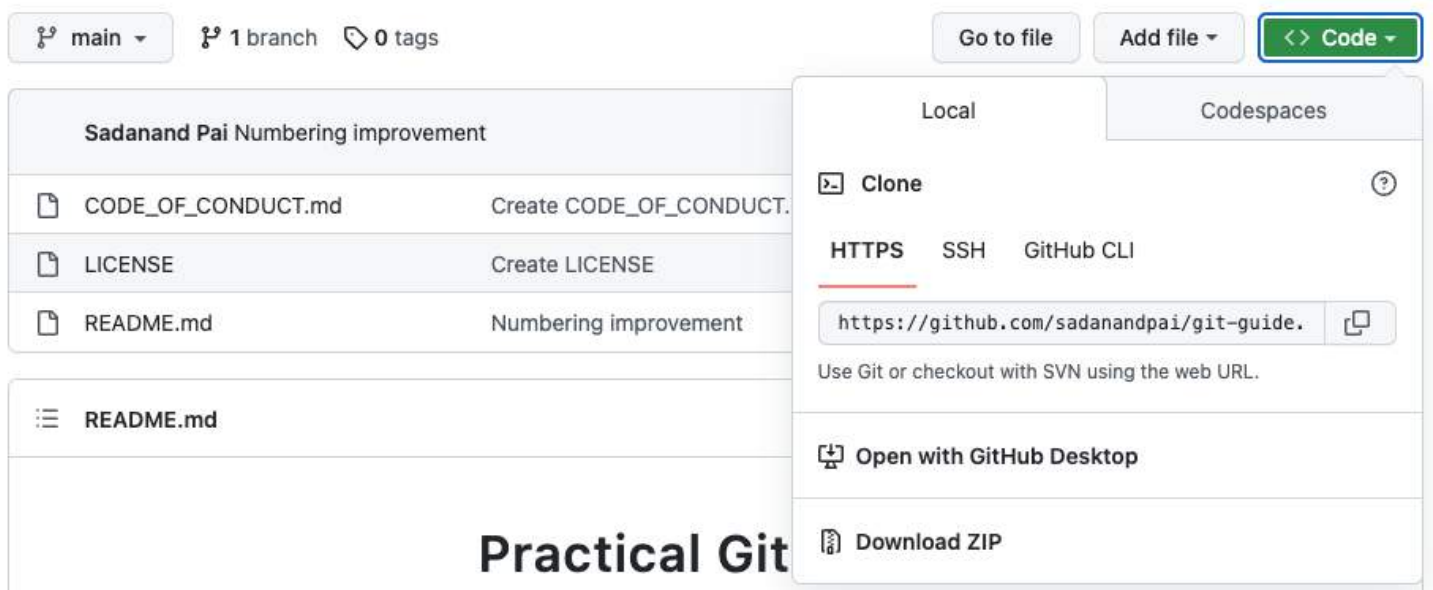 main 1 branch 0 tags Go to file Add file <> Code
Sadanand Pai Numbering improvement
CODE_OF_CONDUCT.md Create CODE_OF_CONDUCT.
LICENSE Create LICENSE
README.md Numbering improvement
README.md
Practical Git
Local Codespaces
Clone
HTTPS SSH GitHub CLI
https://github.com/sadanandpai/git-guide.
Use Git or checkout with SVN using the web URL.
Open with GitHub Desktop
Download ZIP